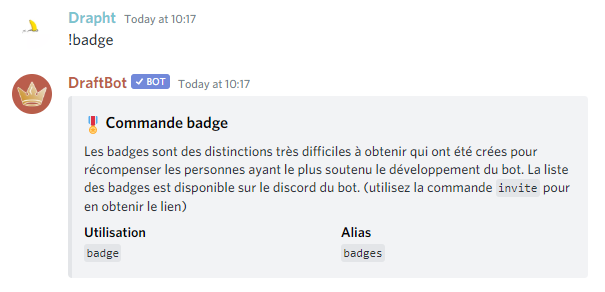 Drapht Today at 10:17
!badge
DraftBot BOT Today at 10:17
Commande badge
Les badges sont des distinctions très difficiles à obtenir qui ont été crées pour
récompenser les personnes ayant le plus soutenu le développement du bot. La liste
des badges est disponible sur le discord du bot. (utilisez la commande invite pour
en obtenir le lien)
Utilisation Alias
badge badges